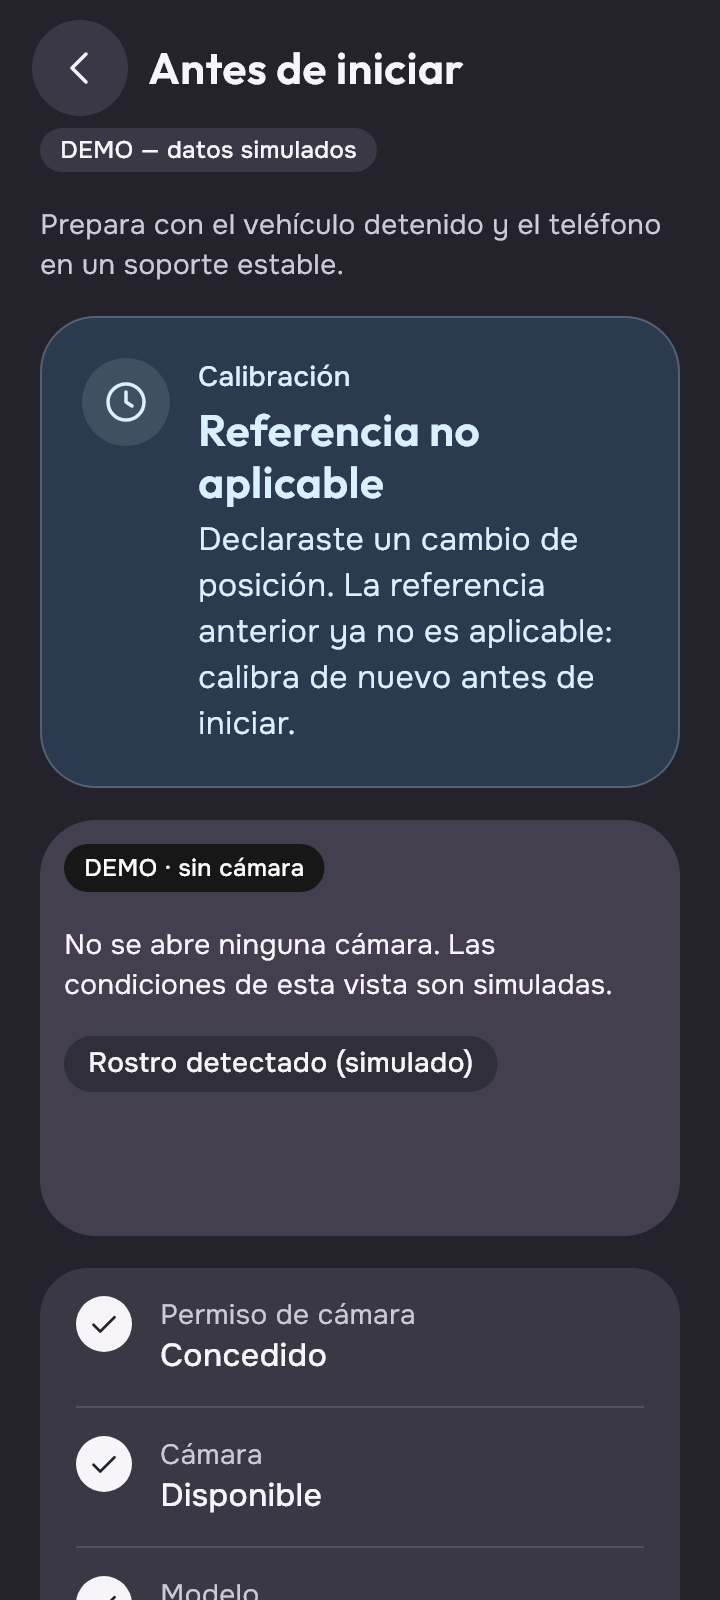 Antes de iniciar
DEMO — datos simulados
Prepara con el vehículo detenido y el teléfono
en un soporte estable.
Calibración
Referencia no
aplicable
Declaraste un cambio de
posición. La referencia
anterior ya no es aplicable:
calibra de nuevo antes de
iniciar.
DEMO · sin cámara
No se abre ninguna cámara. Las
condiciones de esta vista son simuladas.
Rostro detectado (simulado)
Permiso de cámara
Concedido
Cámara
Disponible
Modelo